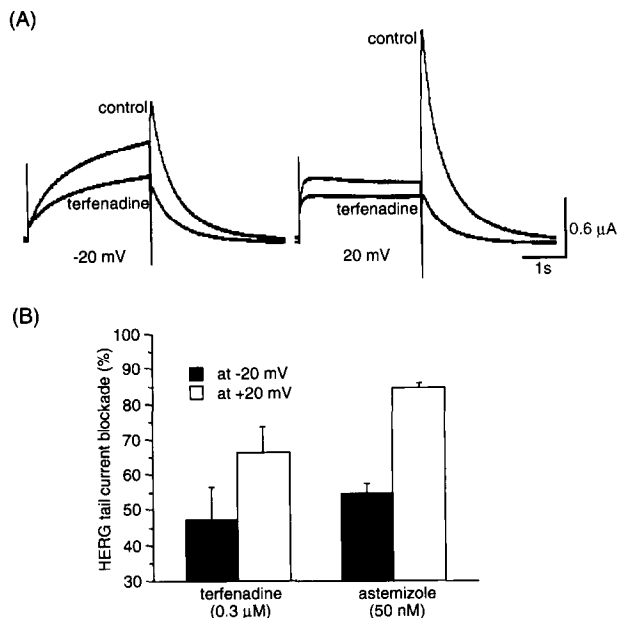 (A)
control
terfenadine
-20 mV
control
terfenadine
20 mV
0.6 µA
1s
(B)
HERG tail current blockade (%)
100
90
80
70
60
50
40
30
at -20 mV
at +20 mV
terfenadine
(0.3 µM)
astemizole
(50 nM)